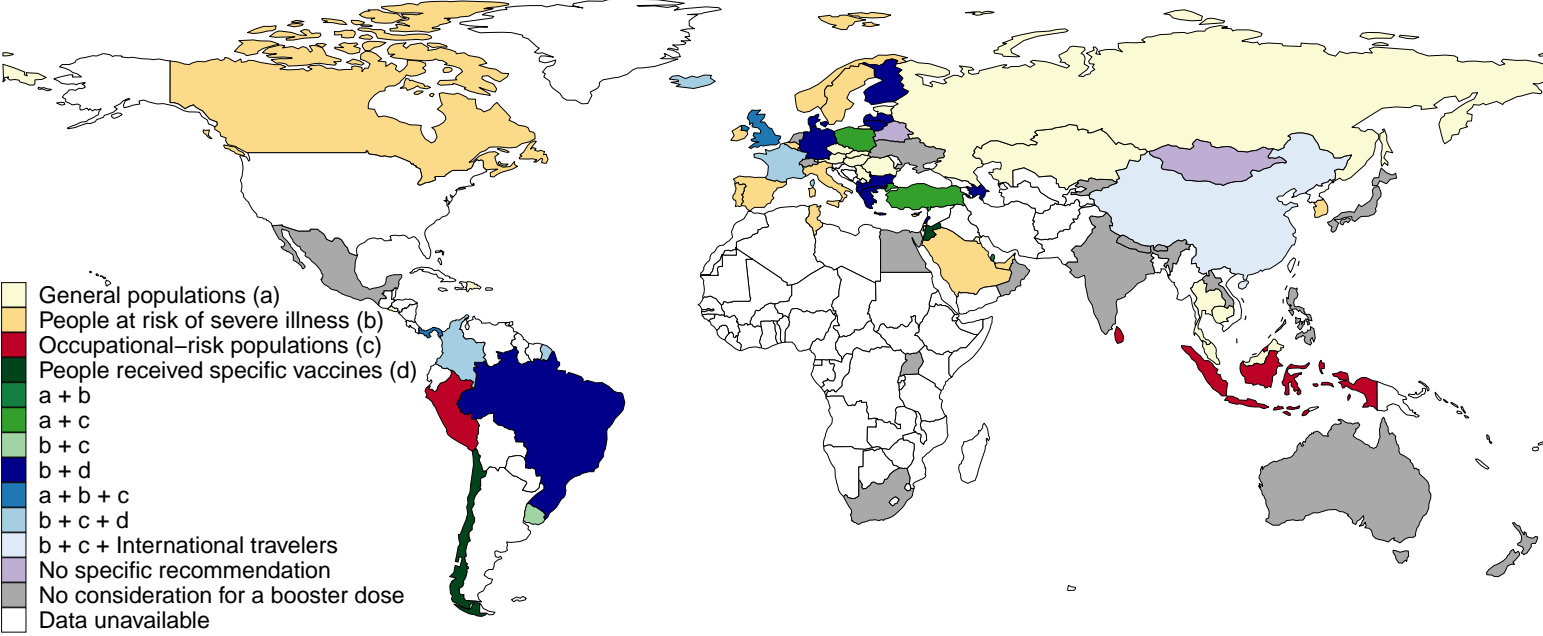 General populations (a)
People at risk of severe illness (b)
Occupational−risk populations (c)
People received specific vaccines (d)
a + b
a + c
b + c
b + d
a + b + c
b + c + d
b + c + International travelers
No specific recommendation
No consideration for a booster dose
Data unavailable